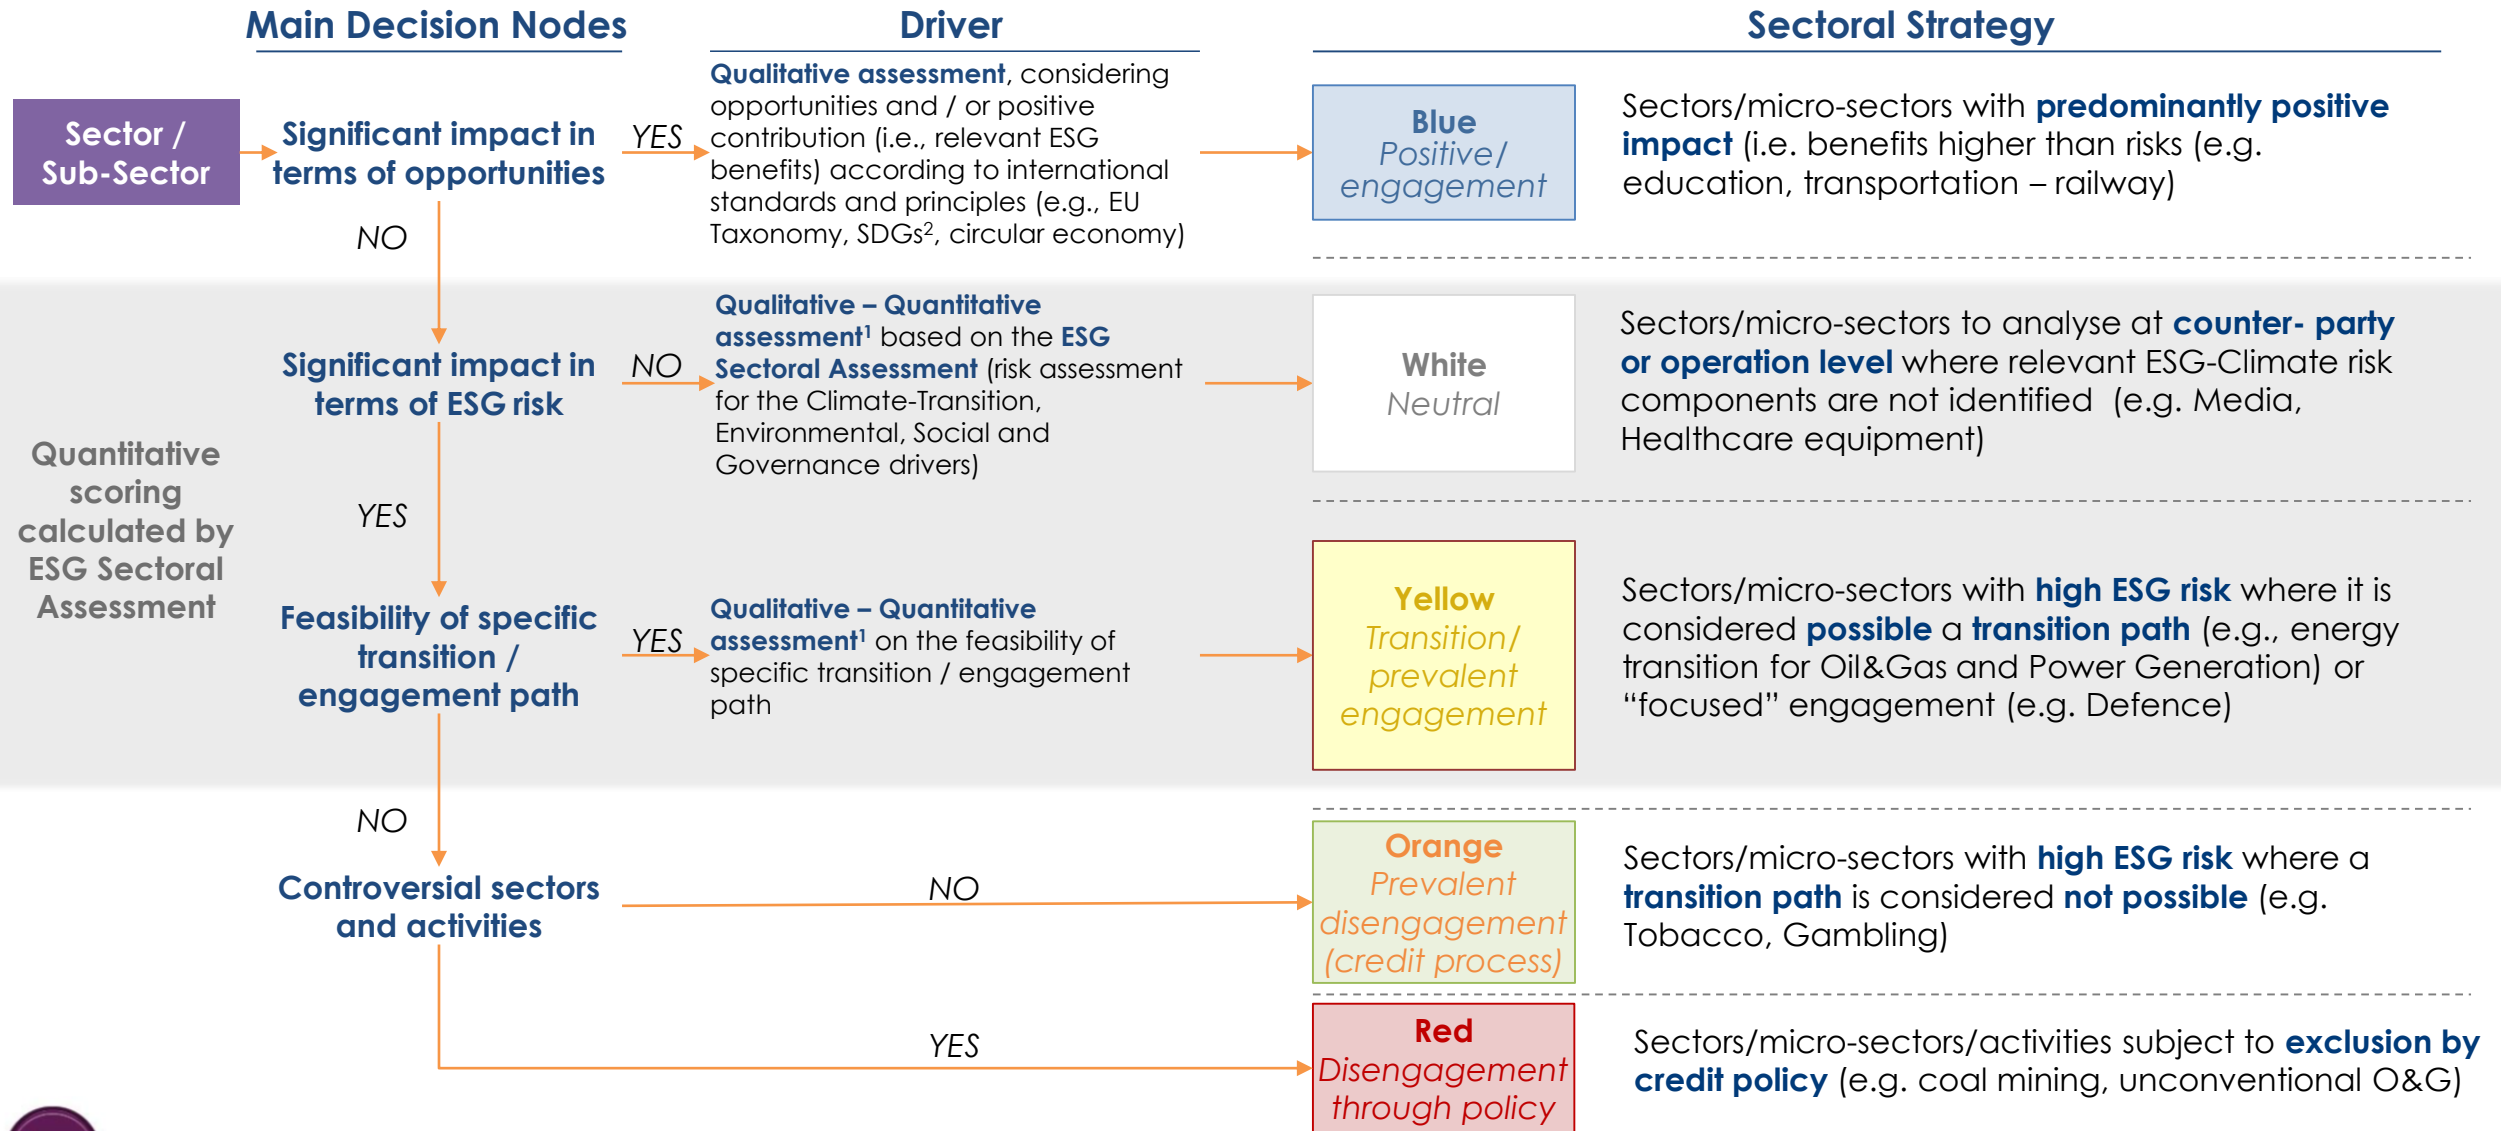 Main Decision Nodes
Driver
Sectoral Strategy
Sector /
Sub-Sector
Significant impact in
terms of opportunities
YES
NO
Qualitative assessment, considering
opportunities and / or positive
contribution (i.e., relevant ESG
benefits) according to international
standards and principles (e.g., EU
Taxonomy, SDGs², circular economy)
Blue
Positive/
engagement
Sectors/micro-sectors with predominantly positive
impact (i.e. benefits higher than risks (e.g.
education, transportation – railway)
Quantitative
scoring
calculated by
ESG Sectoral
Assessment
Significant impact in
terms of ESG risk
NO
YES
Qualitative – Quantitative
assessment¹ based on the ESG
Sectoral Assessment (risk assessment
for the Climate-Transition,
Environmental, Social and
Governance drivers)
White
Neutral
Sectors/micro-sectors to analyse at counter- party
or operation level where relevant ESG-Climate risk
components are not identified (e.g. Media,
Healthcare equipment)
Feasibility of specific
transition /
engagement path
YES
NO
Qualitative – Quantitative
assessment¹ on the feasibility of
specific transition / engagement
path
Yellow
Transition/
prevalent
engagement
Sectors/micro-sectors with high ESG risk where it is
considered possible a transition path (e.g., energy
transition for Oil&Gas and Power Generation) or
“focused” engagement (e.g. Defence)
Controversial sectors
and activities
NO
Orange
Prevalent
disengagement
(credit process)
Sectors/micro-sectors with high ESG risk where a
transition path is considered not possible (e.g.
Tobacco, Gambling)
YES
Red
Disengagement
through policy
Sectors/micro-sectors/activities subject to exclusion by
credit policy (e.g. coal mining, unconventional O&G)